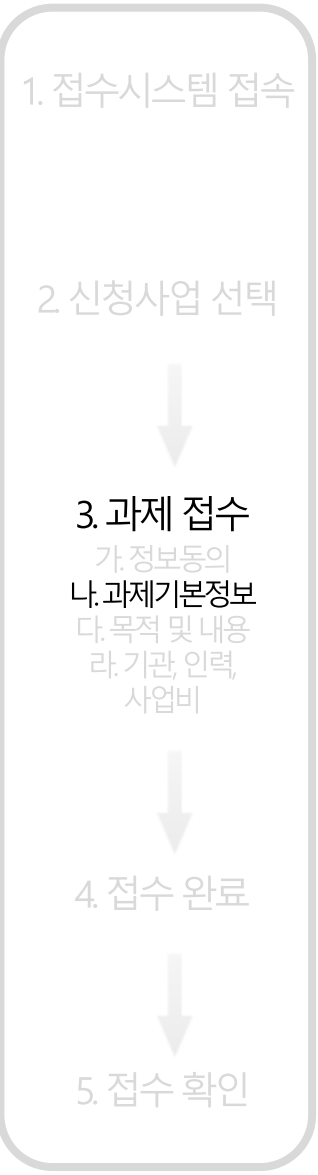 1. 접수시스템 접속
2. 신청사업 선택
3. 과제 접수
가. 정보동의
나. 과제기본정보
다. 목적 및 내용
라. 기관, 인력,
사업비
4. 접수 완료
5. 접수 확인